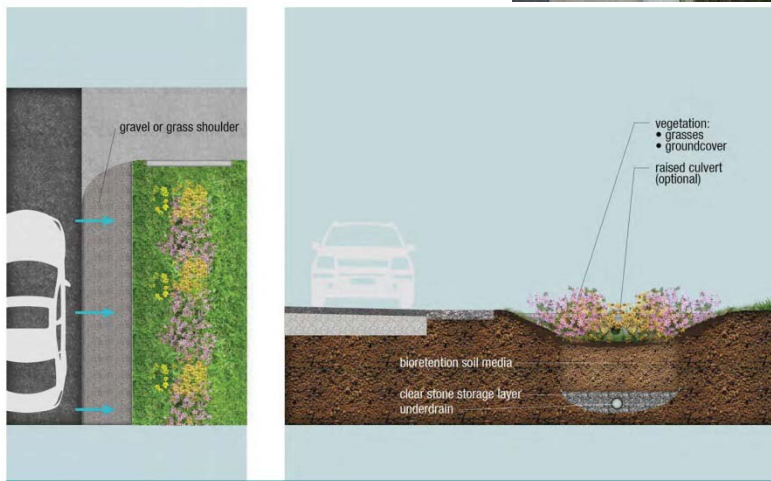 gravel or grass shoulder
vegetation:
• grasses
• groundcover
raised culvert
(optional)
bioretention soil media
clear stone storage layer
underdrain